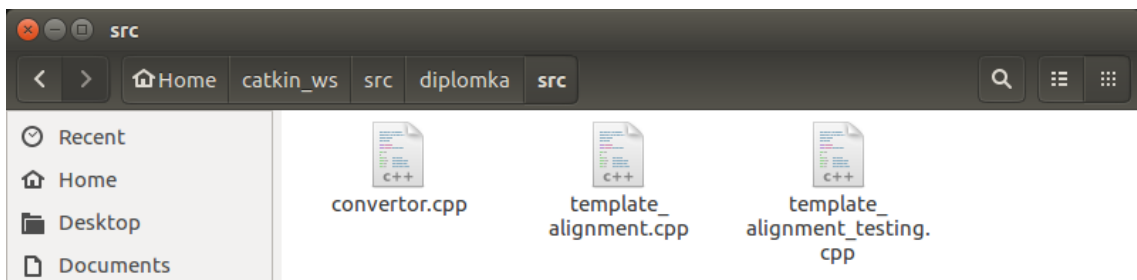 src
Home catkin_ws src diplomka src
Recent
Home
Desktop
Documents
C++
C++
C++
convertor.cpp
template_
alignment.cpp
template_
alignment_testing.
cpp